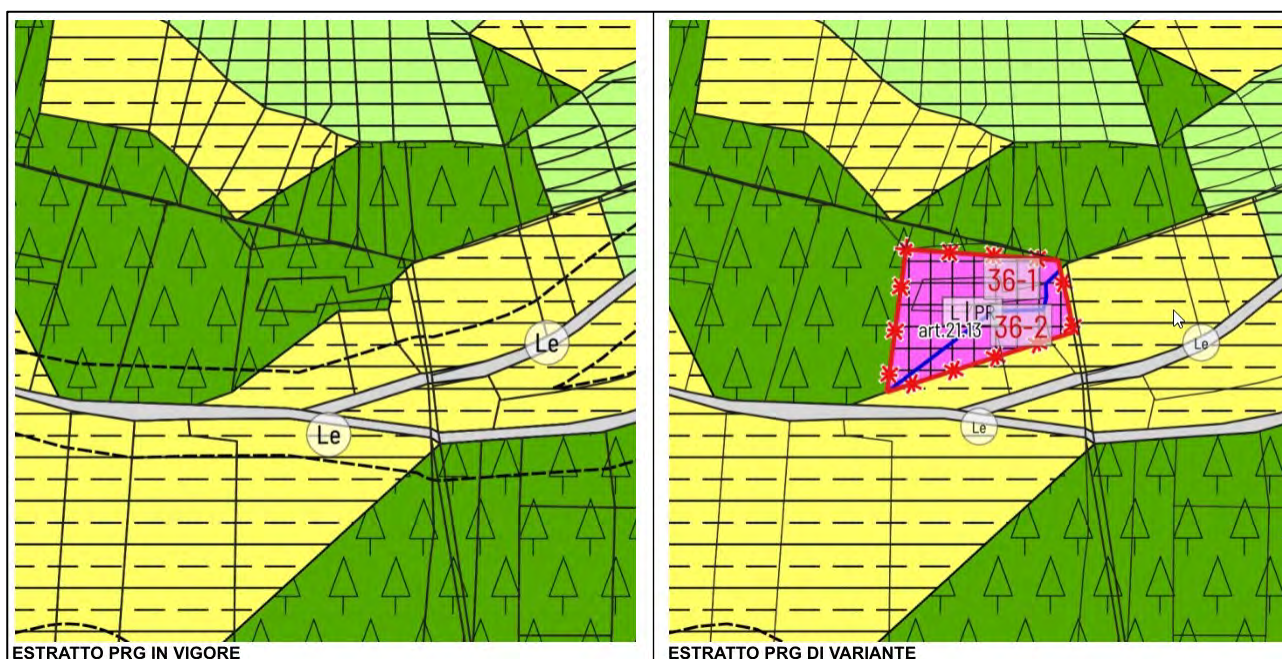 Le
Le
ESTRATTO PRG IN VIGORE
36-1
L PR
36-2
art.21.13
Le
Le
ESTRATTO PRG DI VARIANTE